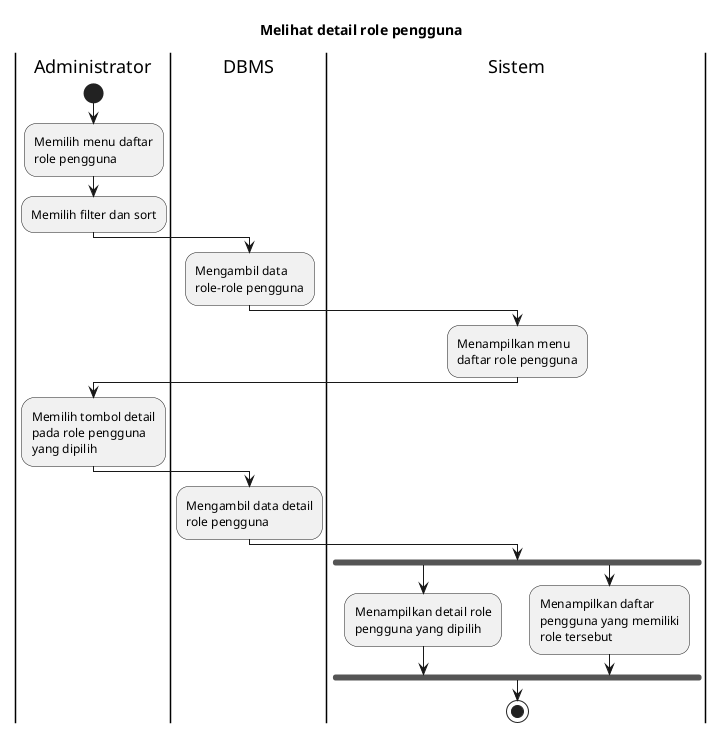 Melihat detail role pengguna
Administrator
DBMS
Sistem
Memilih menu daftar
role pengguna
Memilih filter dan sort
Mengambil data
role-role pengguna
Menampilkan menu
daftar role pengguna
Memilih tombol detail
pada role pengguna
yang dipilih
Mengambil data detail
role pengguna
Menampilkan detail role
pengguna yang dipilih
Menampilkan daftar
pengguna yang memiliki
role tersebut